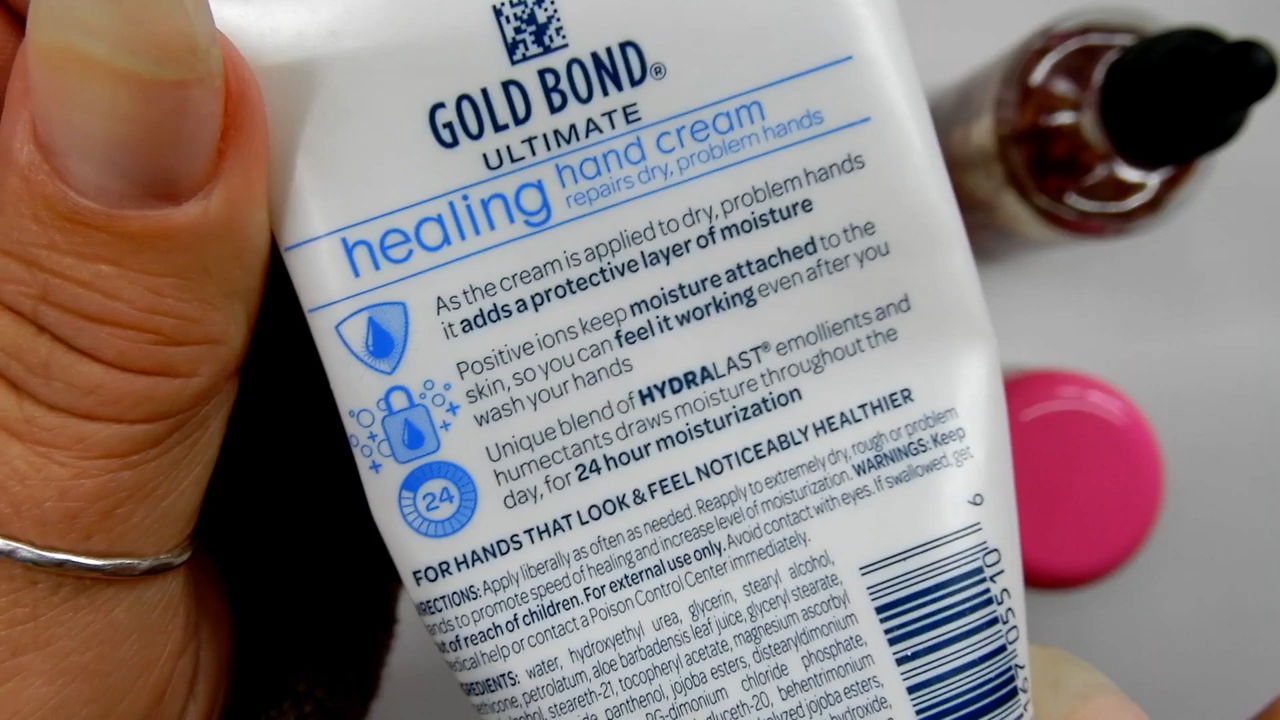 GOLD BOND®
ULTIMATE
healing hand cream
repairs dry, problem hands
As the cream is applied to dry, problem hands
it adds a protective layer of moisture
Positive ions keep moisture attached to the
skin, so you can feel it working even after you
wash your hands
Unique blend of HYDRALAST® emollients and
humectants draws moisture throughout the
day, for 24 hour moisturization
24
FOR HANDS THAT LOOK & FEEL NOTICEABLY HEALTHIER
Apply liberally as often as needed. Reapply to extremely dry, rough or problem
to promote speed of healing and increase level of moisturization. WARNINGS: Keep
of reach of children. For external use only. Avoid contact with eyes. If swallowed, get
help or contact a Poison Control Center immediately.
water, hydroxyethyl urea, glycerin, stearyl alcohol,
petrolatum, aloe barbadensis leaf juice, glyceryl stearate,
steareth-21, tocopheryl acetate, magnesium ascorbyl
panthenol, jojoba esters, distearyldimonium
chloride phosphate,
behentrimonium
jojoba esters,
hydroxide,
6
05510